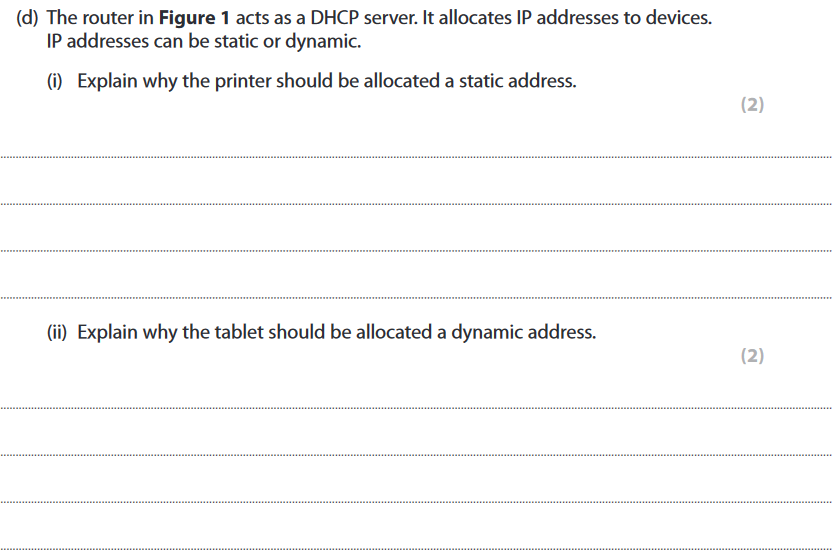 (d) The router in Figure 1 acts as a DHCP server. It allocates IP addresses to devices.
IP addresses can be static or dynamic.
(i) Explain why the printer should be allocated a static address.
(2)
(ii) Explain why the tablet should be allocated a dynamic address.
(2)